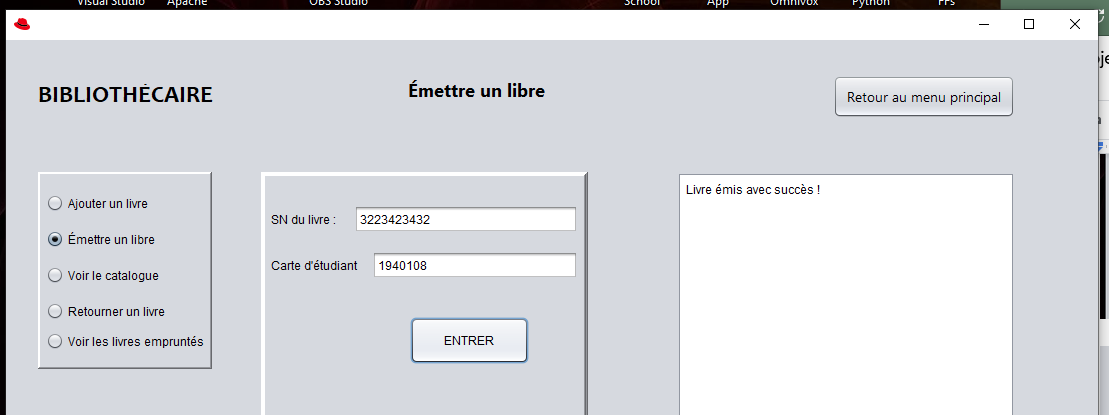 Visual Studio Apache OBS Studio School App Omnivox Python FFs
BIBLIOTHÉCAIRE
Émettre un libre
Retour au menu principal
Ajouter un livre
Émettre un libre
Voir le catalogue
Retourner un livre
Voir les livres empruntés
SN du livre :
3223423432
Carte d'étudiant
1940108
ENTRER
Livre émis avec succès !